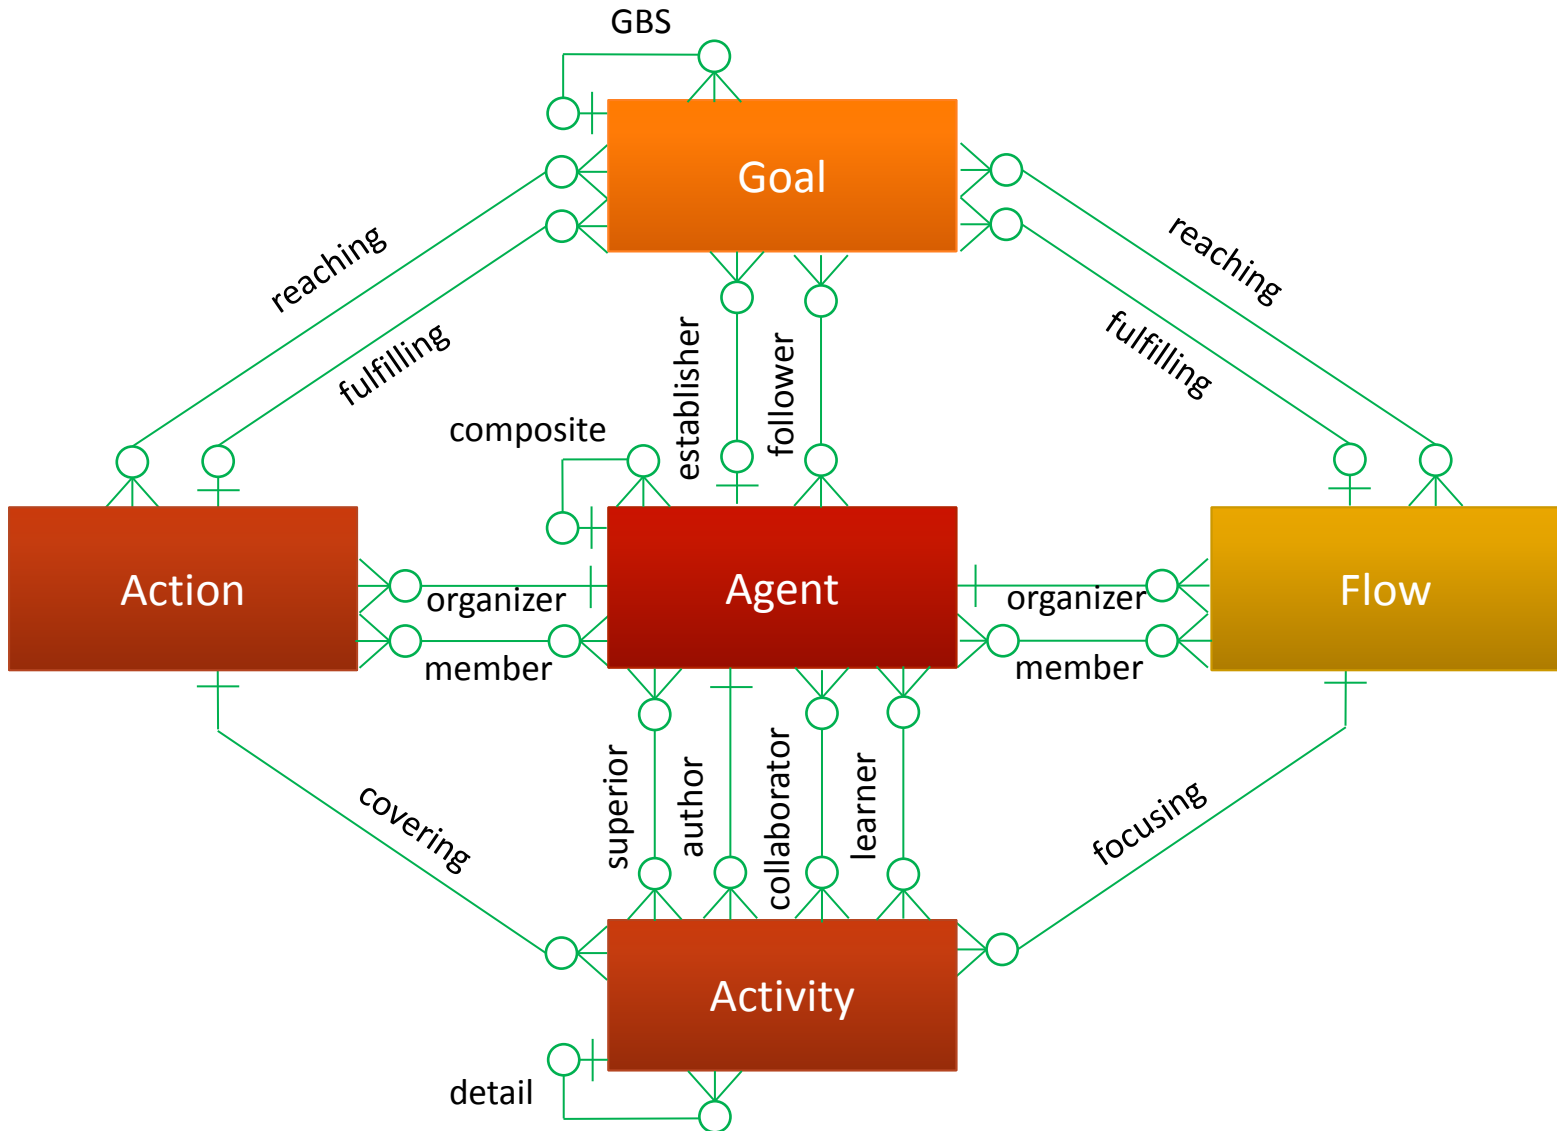 GBS
Goal
reaching
fulfilling
reaching
fulfilling
establisher
follower
composite
Action
organizer
member
Agent
organizer
member
Flow
superior
author
collaborator
learner
covering
focusing
Activity
detail